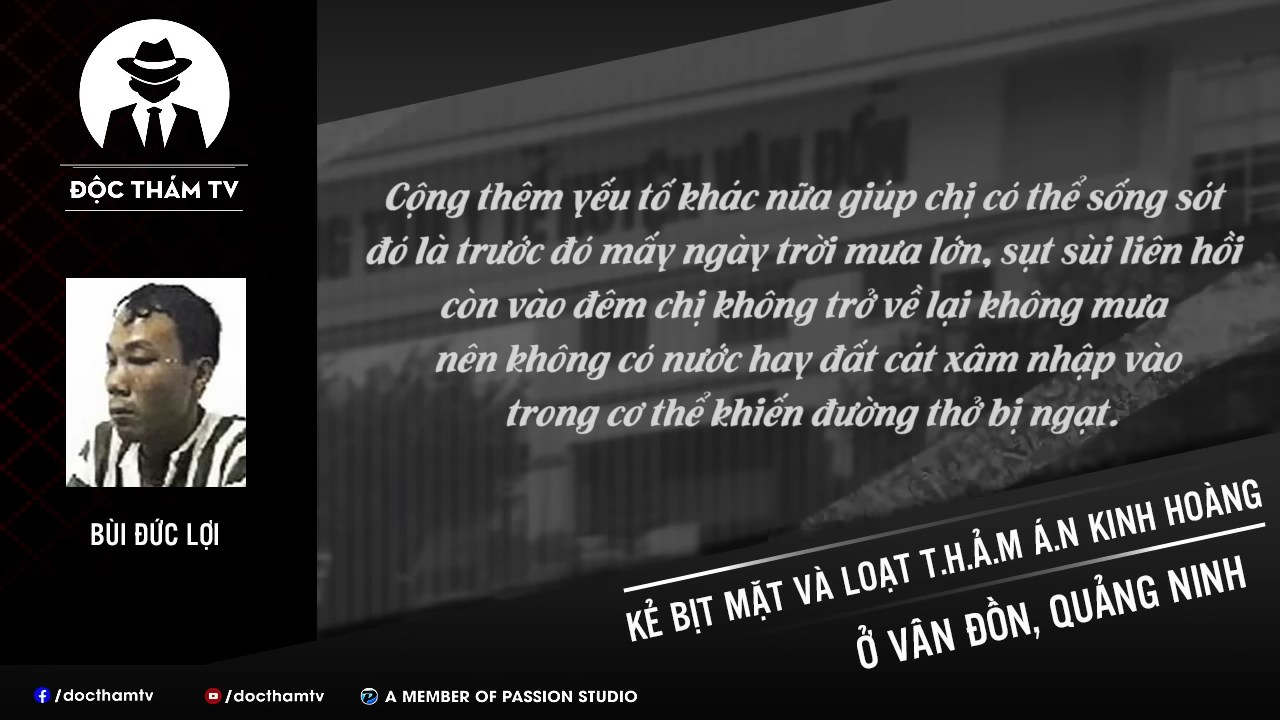 ĐỘC THÁM TV
BÙI ĐỨC LỢI
Cộng thêm yếu tố khác nữa giúp chị có thể sống sót
đó là trước đó mấy ngày trời mưa lớn, sụt sùi liên hồi
còn vào đêm chị không trở về lại không mưa
nên không có nước hay đất cát xâm nhập vào
trong cơ thể khiến đường thở bị ngạt.
KẺ BỊT MẶT VÀ LOẠT T.H.Ả.M Á.N KINH HOÀNG
Ở VÂN ĐỒN, QUẢNG NINH
/docthamtv
/docthamtv
A MEMBER OF PASSION STUDIO